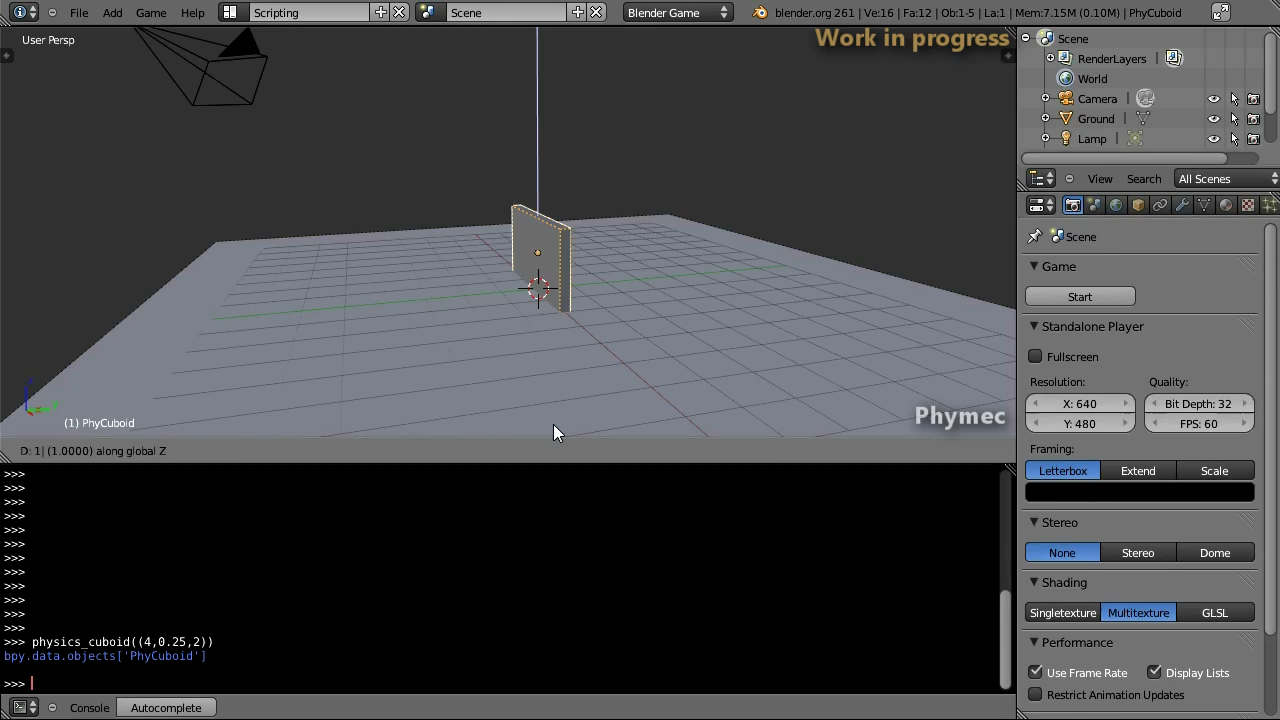 File Add Game Help Scripting Scene Blender Game blender.org 261 | Ve:16 | Fa:12 | Ob:1-5 | La:1 | Mem:7.15M (0.10M) | PhyCuboid
User Persp
Work in progress
(1) PhyCuboid
Phymec
D: 1| (1.0000) along global Z
>>>
>>>
>>>
>>>
>>>
>>>
>>>
>>>
>>>
>>>
>>>
>>>
>>> physics_cuboid((4,0.25,2))
bpy.data.objects['PhyCuboid']
>>>
Console Autocomplete
Scene
RenderLayers |
World
Camera |
Ground |
Lamp |
View Search All Scenes
Scene
Game
Start
Standalone Player
Fullscreen
Resolution: Quality:
X: 640 Bit Depth: 32
Y: 480 FPS: 60
Framing:
Letterbox Extend Scale
Stereo
None Stereo Dome
Shading
Singletexture Multitexture GLSL
Performance
Use Frame Rate Display Lists
Restrict Animation Updates